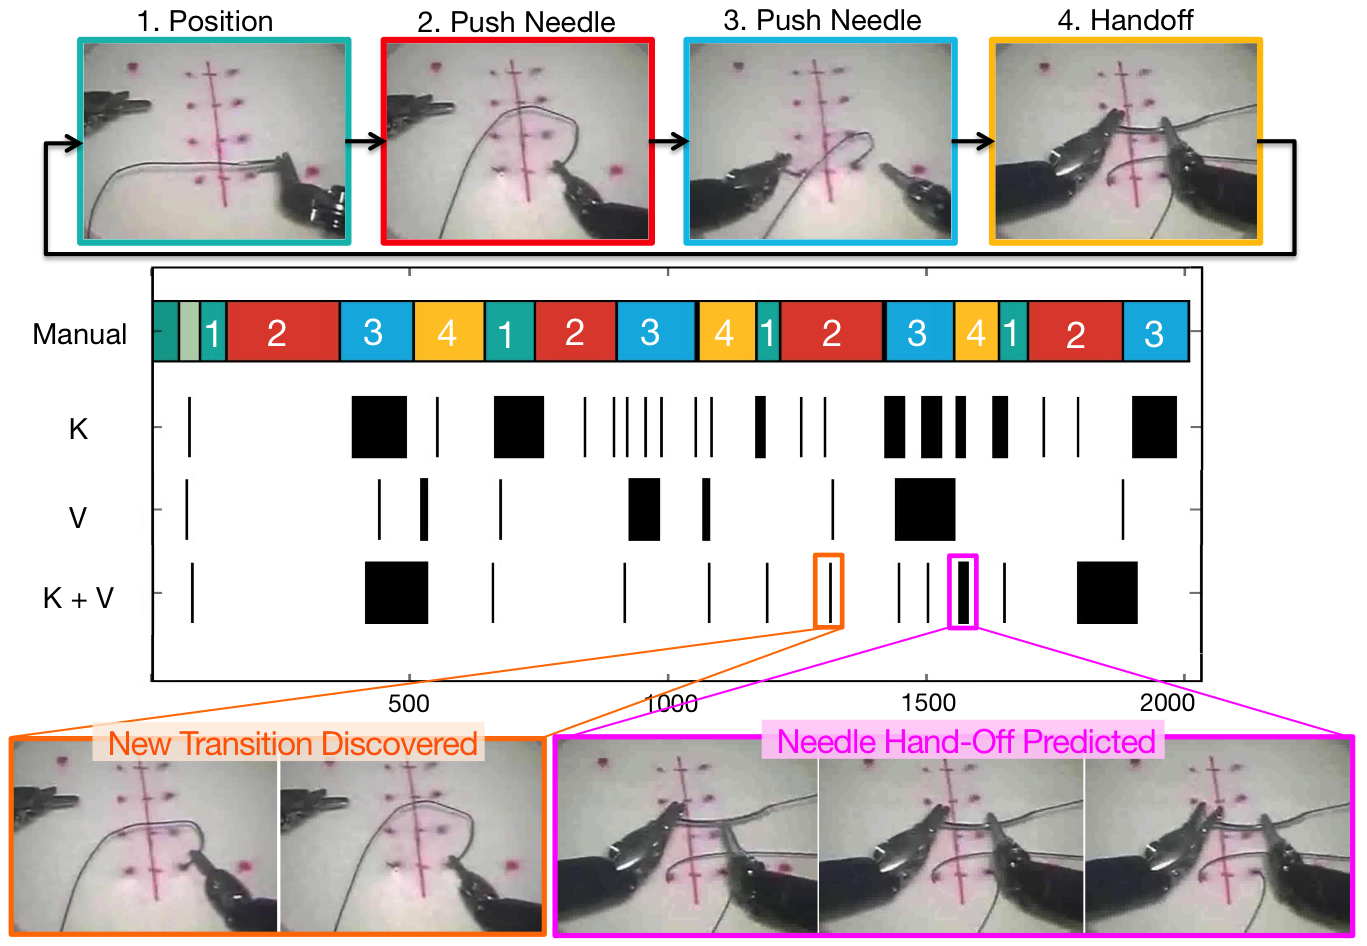 1. Position
2. Push Needle
3. Push Needle
4. Handoff
Manual
1 2 3 4 1 2 3 4 1 2 3 4 1 2 3
K
V
K + V
500 1000 1500 2000
New Transition Discovered
Needle Hand-Off Predicted